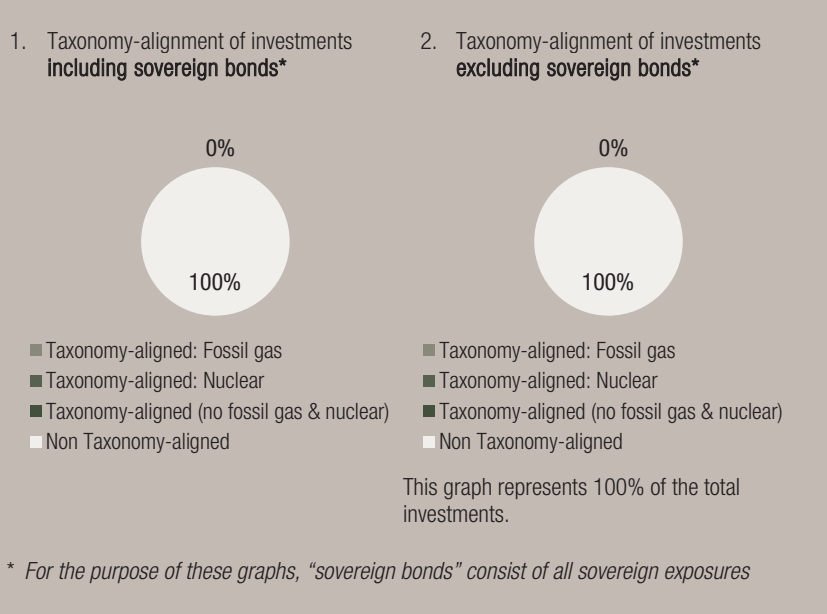 1. Taxonomy-alignment of investments
including sovereign bonds*
0%
100%
Taxonomy-aligned: Fossil gas
Taxonomy-aligned: Nuclear
Taxonomy-aligned (no fossil gas & nuclear)
Non Taxonomy-aligned
2. Taxonomy-alignment of investments
excluding sovereign bonds*
0%
100%
Taxonomy-aligned: Fossil gas
Taxonomy-aligned: Nuclear
Taxonomy-aligned (no fossil gas & nuclear)
Non Taxonomy-aligned
This graph represents 100% of the total
investments.
* For the purpose of these graphs, “sovereign bonds” consist of all sovereign exposures